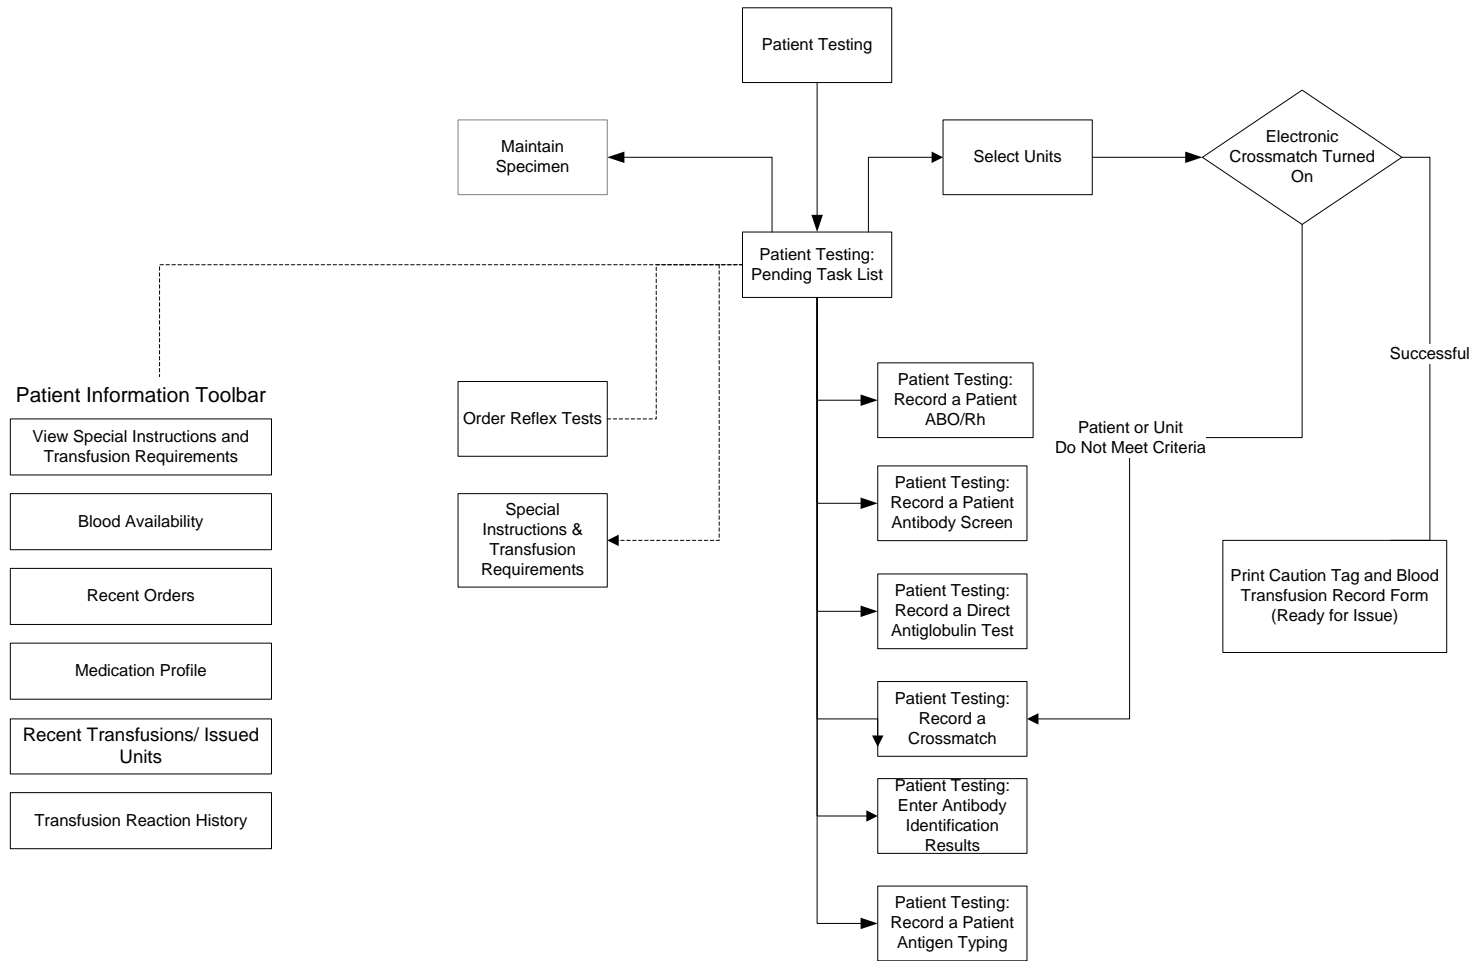 Patient Testing
Maintain
Specimen
Select Units
Electronic
Crossmatch Turned
On
Patient Testing:
Pending Task List
Successful
Patient Information Toolbar
View Special Instructions and
Transfusion Requirements
Blood Availability
Recent Orders
Medication Profile
Recent Transfusions/ Issued
Units
Transfusion Reaction History
Order Reflex Tests
Special
Instructions &
Transfusion
Requirements
Patient Testing:
Record a Patient
ABO/Rh
Patient Testing:
Record a Patient
Antibody Screen
Patient Testing:
Record a Direct
Antiglobulin Test
Patient Testing:
Record a
Crossmatch
Patient Testing:
Enter Antibody
Identification
Results
Patient Testing:
Record a Patient
Antigen Typing
Patient or Unit
Do Not Meet Criteria
Print Caution Tag and Blood
Transfusion Record Form
(Ready for Issue)